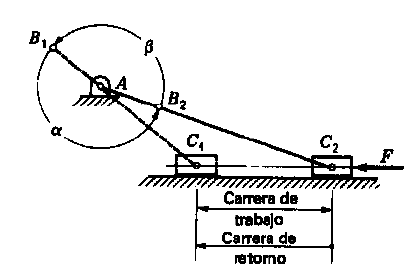 B₁
β
A
B₂
α
C₁
C₂
F
Carrera de
trabajo
Carrera de
retorno